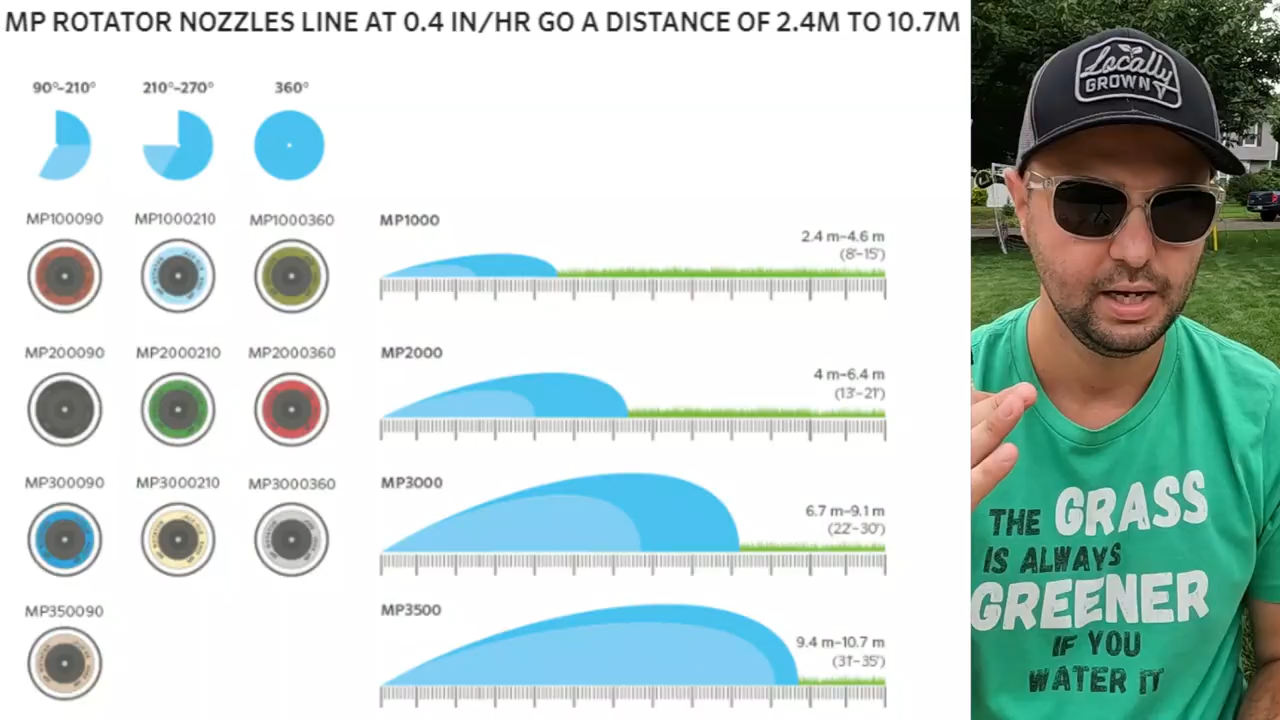 MP ROTATOR NOZZLES LINE AT 0.4 IN/HR GO A DISTANCE OF 2.4M TO 10.7M
90°-210° 210°-270° 360°
MP100090 MP1000210 MP1000360
MP1000
2.4 m-4.6 m
(8'-15')
MP200090 MP2000210 MP2000360
MP2000
4 m-6.4 m
(13'-21')
MP300090 MP3000210 MP3000360
MP3000
6.7 m-9.1 m
(22'-30')
MP350090
MP3500
9.4 m-10.7 m
(31'-35')
Locally
GROWN
THE GRASS
IS ALWAYS
GREENER
IF YOU
WATER IT